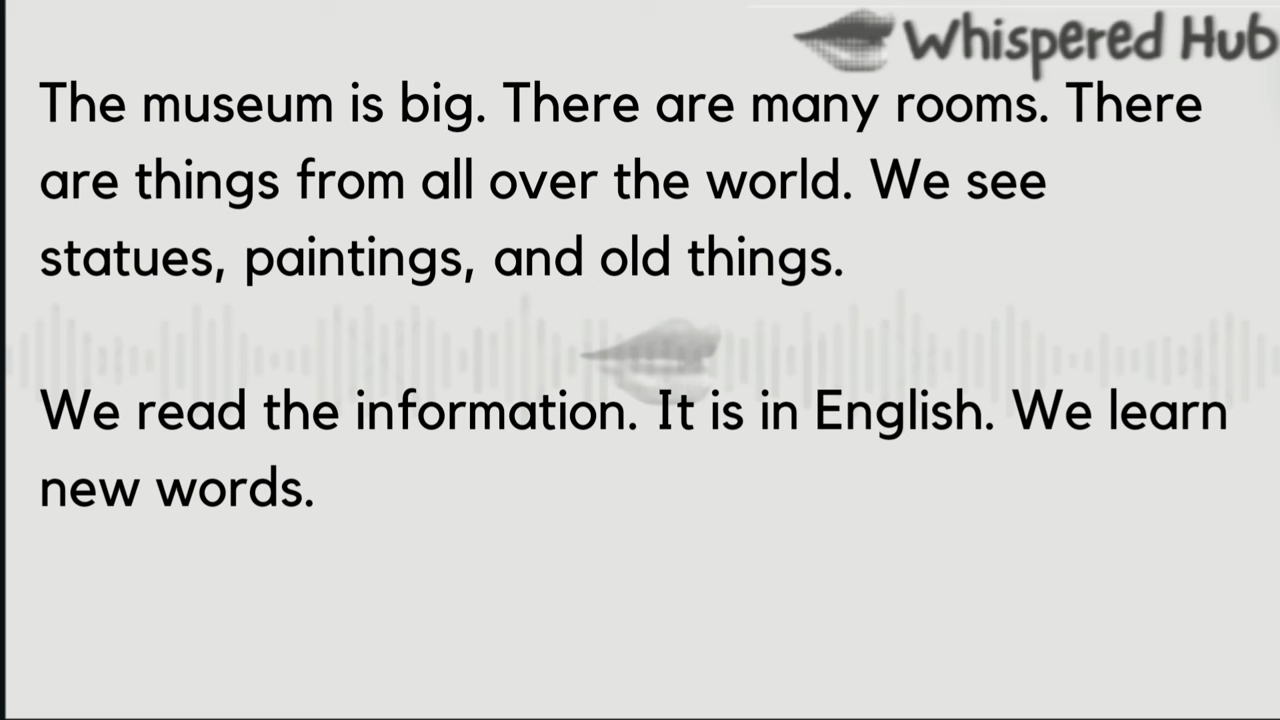 Whispered Hub
The museum is big. There are many rooms. There
are things from all over the world. We see
statues, paintings, and old things.
We read the information. It is in English. We learn
new words.